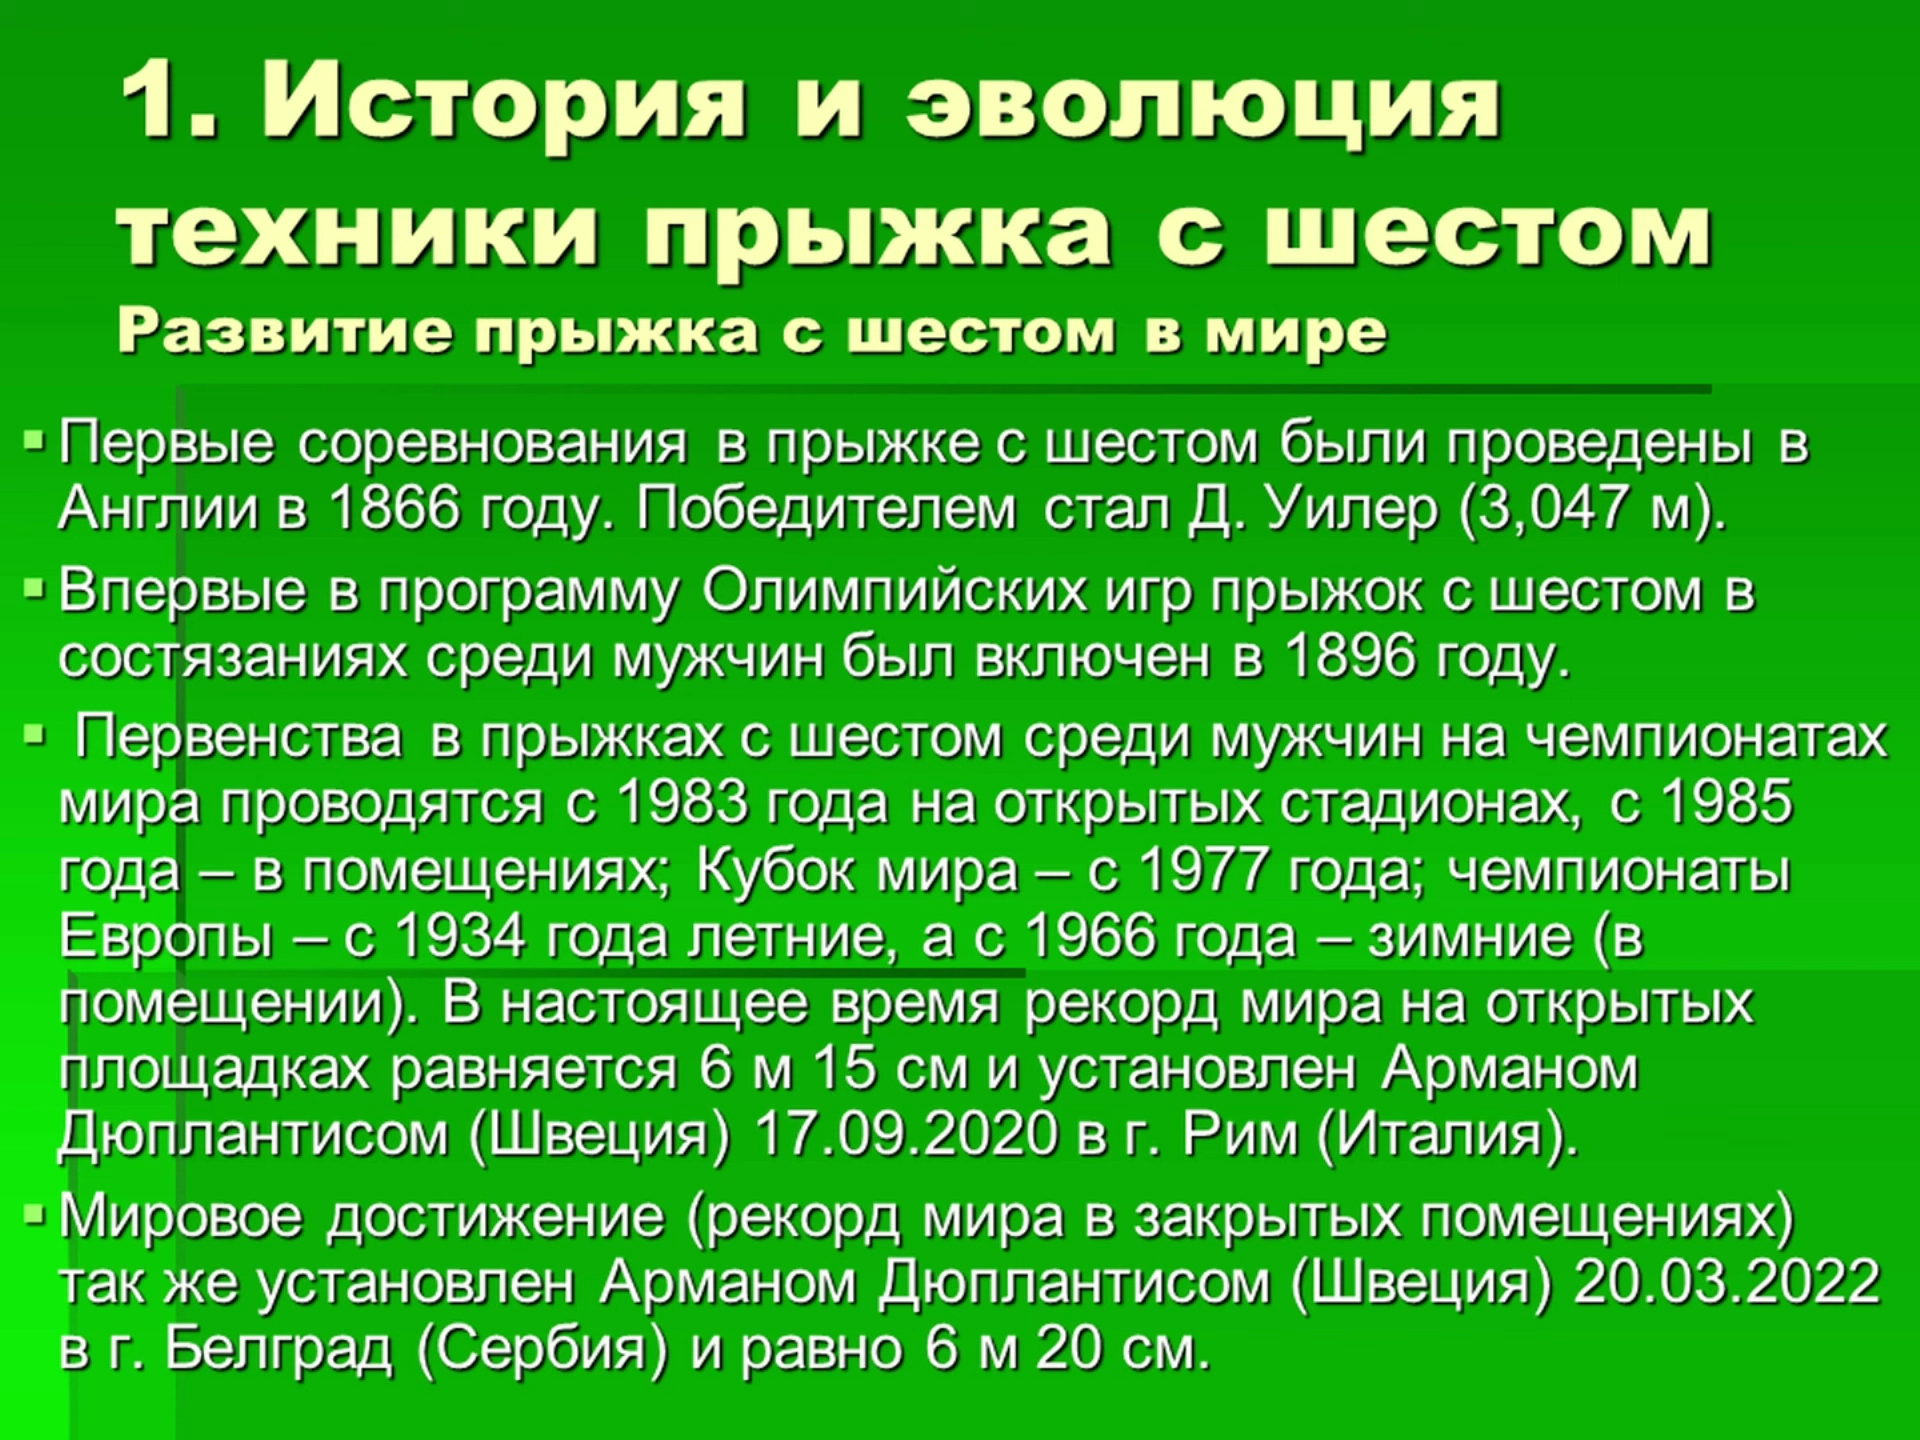 1. История и эволюция
техники прыжка с шестом
Развитие прыжка с шестом в мире
Первые соревнования в прыжке с шестом были проведены в
Англии в 1866 году. Победителем стал Д. Уилер (3,047 м).
Впервые в программу Олимпийских игр прыжок с шестом в
состязаниях среди мужчин был включен в 1896 году.
Первенства в прыжках с шестом среди мужчин на чемпионатах
мира проводятся с 1983 года на открытых стадионах, с 1985
года – в помещениях; Кубок мира – с 1977 года; чемпионаты
Европы – с 1934 года летние, а с 1966 года – зимние (в
помещении). В настоящее время рекорд мира на открытых
площадках равняется 6 м 15 см и установлен Арманом
Дюплантисом (Швеция) 17.09.2020 в г. Рим (Италия).
Мировое достижение (рекорд мира в закрытых помещениях)
так же установлен Арманом Дюплантисом (Швеция) 20.03.2022
в г. Белград (Сербия) и равно 6 м 20 см.